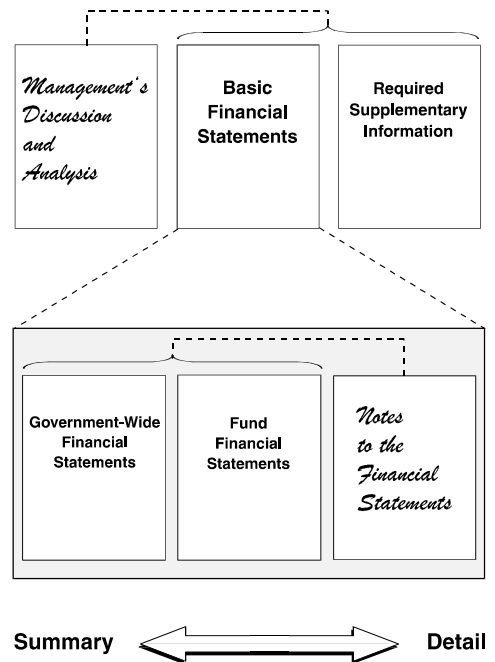 Management's
Discussion
and
Analysis
Basic
Financial
Statements
Required
Supplementary
Information
Government-Wide
Financial
Statements
Fund
Financial
Statements
Notes
to the
Financial
Statements
Summary
Detail